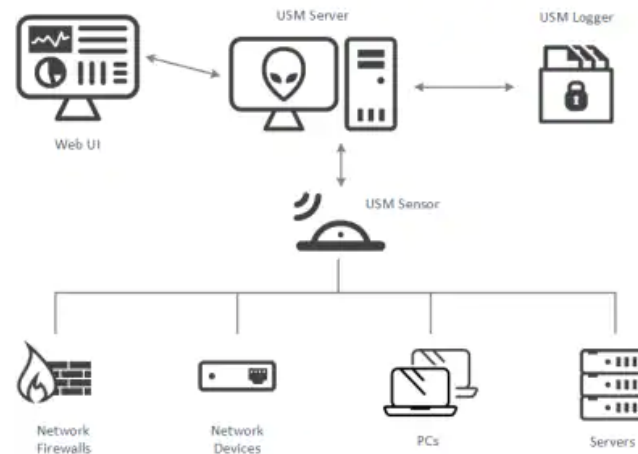 USM Server
USM Logger
Web UI
USM Sensor
Network
Firewalls
Network
Devices
PCs
Servers